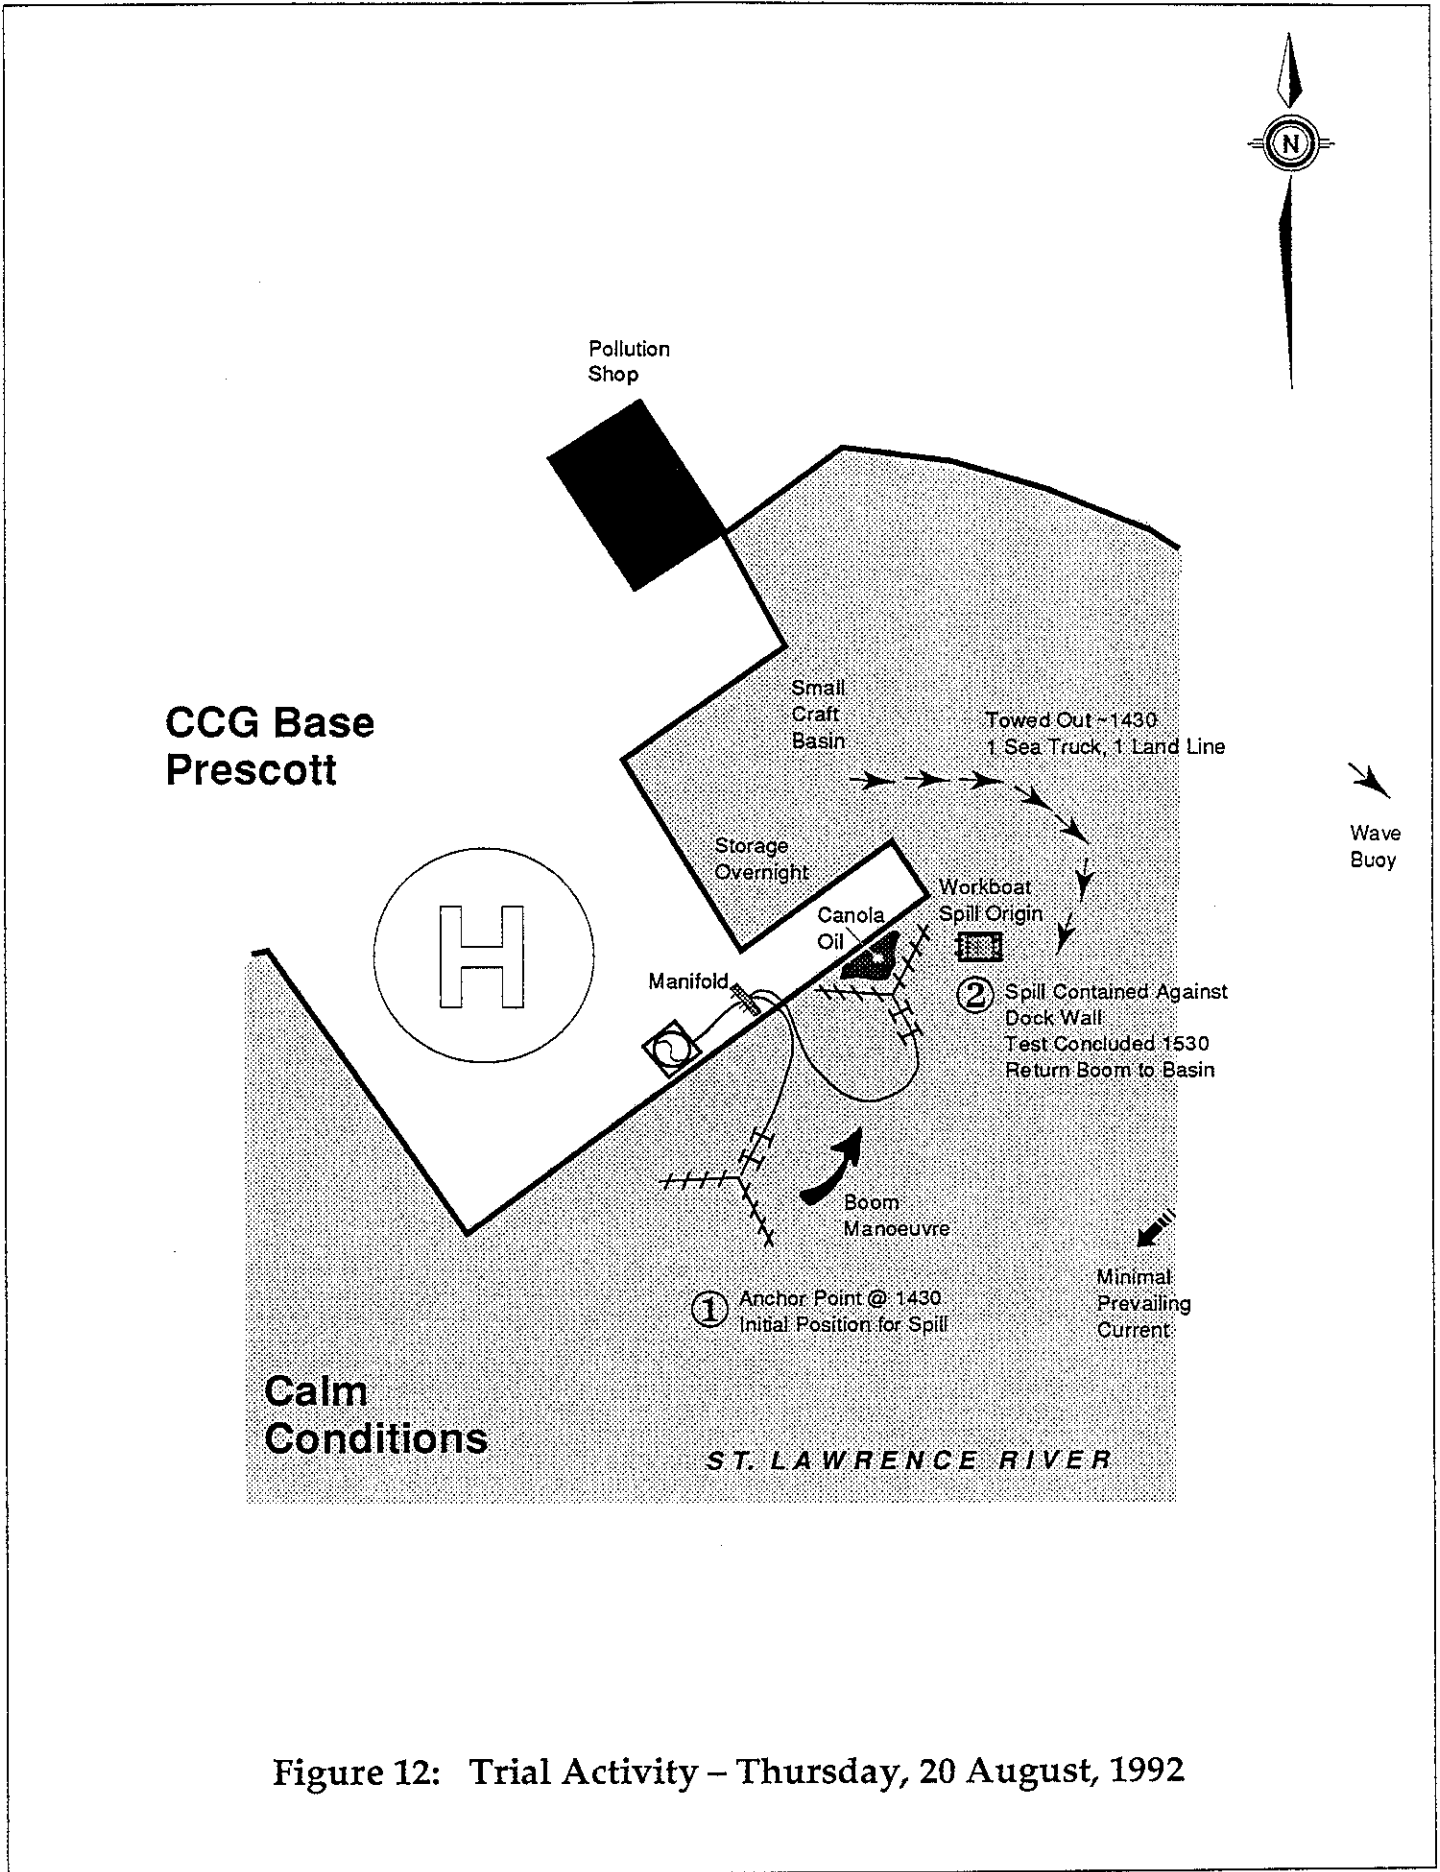 N
Pollution
Shop
CCG Base
Prescott
Small
Craft
Basin
Towed Out ~1430
1 Sea Truck, 1 Land Line
Wave
Buoy
Storage
Overnight
Workboat
Spill Origin
Canola
Oil
H
Manifold
2 Spill Contained Against
Dock Wall
Test Concluded 1530
Return Boom to Basin
Boom
Manoeuvre
Minimal
Prevailing
Current
1 Anchor Point @ 1430
Initial Position for Spill
Calm
Conditions
ST. LAWRENCE RIVER
Figure 12: Trial Activity – Thursday, 20 August, 1992